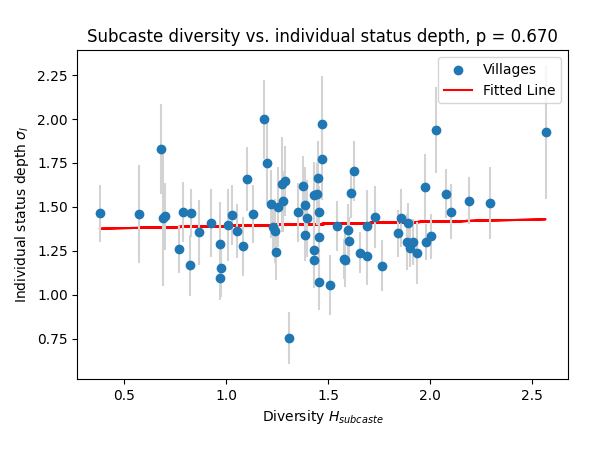 Subcaste diversity vs. individual status depth, p = 0.670
Villages
Fitted Line
Individual status depth σ_I
2.25
2.00
1.75
1.50
1.25
1.00
0.75
0.5
1.0
1.5
2.0
2.5
Diversity H_subcaste